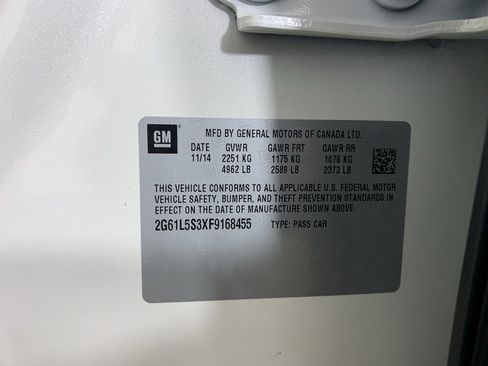 GM MFD BY GENERAL MOTORS OF CANADA LTD.
DATE GVWR GAWR FRT GAWR RR
11/14 2251 KG 1175 KG 1076 KG
4962 LB 2589 LB 2373 LB
THIS VEHICLE CONFORMS TO ALL APPLICABLE U.S. FEDERAL MOTOR
VEHICLE SAFETY, BUMPER, AND THEFT PREVENTION STANDARDS IN
EFFECT ON THE DATE OF MANUFACTURE SHOWN ABOVE.
2G61L5S3XF9168455 TYPE: PASS CAR